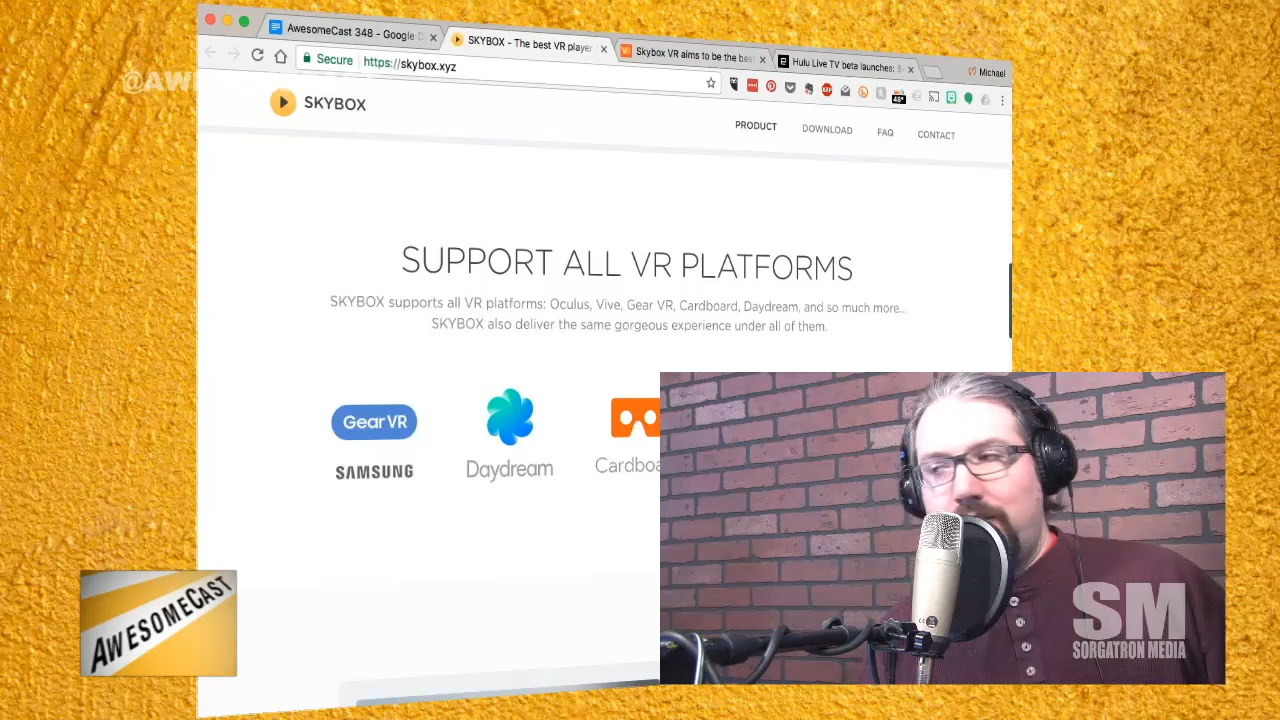 AwesomeCast 348 - Google D
SKYBOX - The best VR player
Skybox VR aims to be the bes
Hulu Live TV beta launches:
Michael
Secure
https://skybox.xyz
@AW
SKYBOX
PRODUCT
DOWNLOAD
FAQ
CONTACT
SUPPORT ALL VR PLATFORMS
SKYBOX supports all VR platforms: Oculus, Vive, Gear VR, Cardboard, Daydream, and so much more...
SKYBOX also deliver the same gorgeous experience under all of them.
Gear VR
SAMSUNG
Daydream
Cardboa
AWESOMECAST
SM
SORGATRON MEDIA